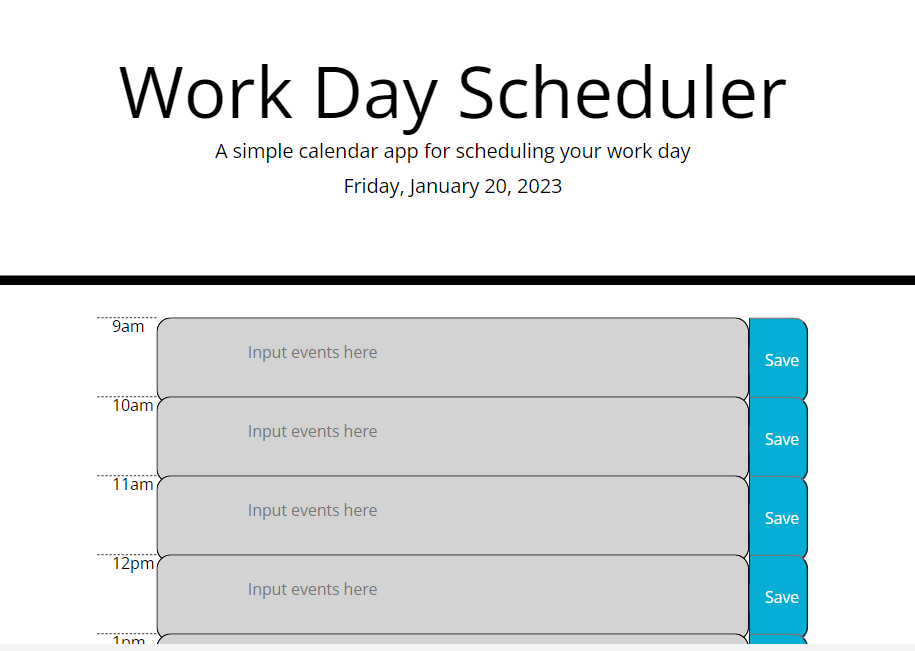 Work Day Scheduler
A simple calendar app for scheduling your work day
Friday, January 20, 2023
9am
Input events here
Save
10am
Input events here
Save
11am
Input events here
Save
12pm
Input events here
Save
1pm